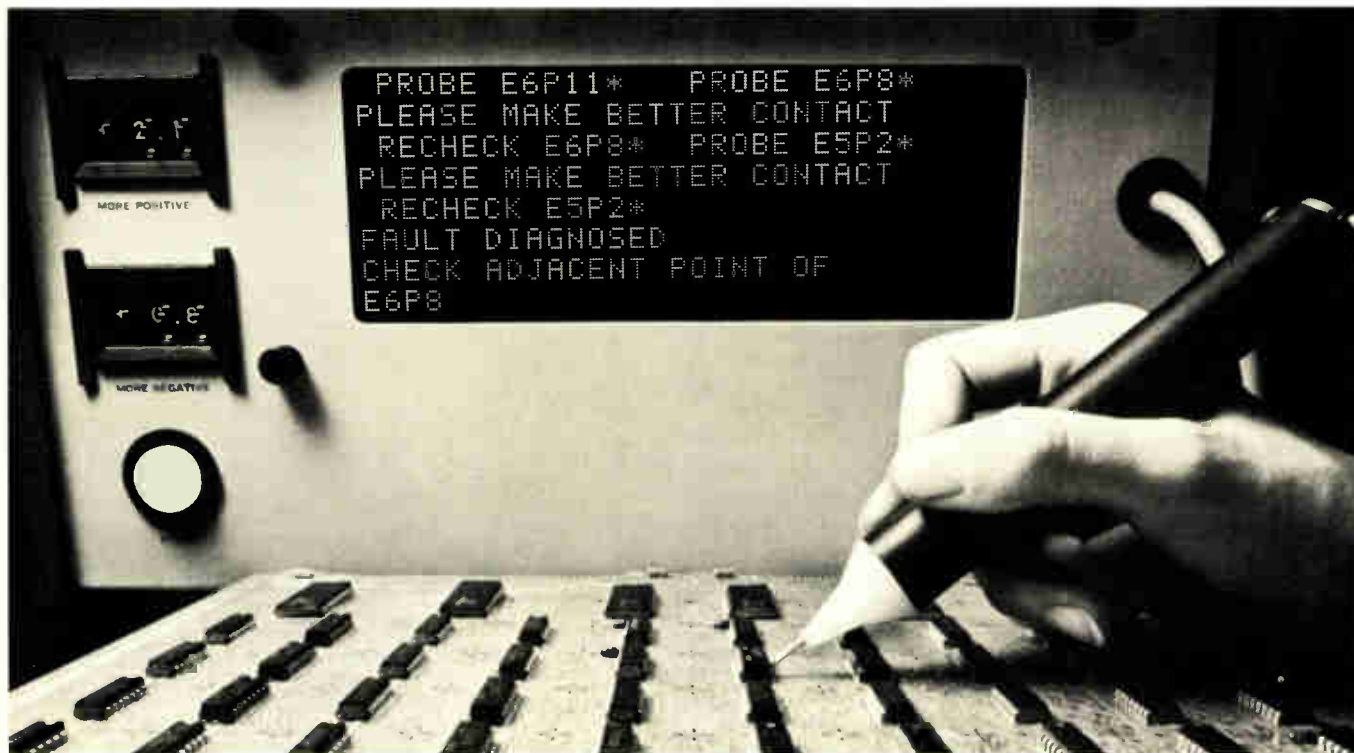 PROBE E6P11* PROBE E6P8*
PLEASE MAKE BETTER CONTACT
RECHECK E6P8* PROBE E5P2*
PLEASE MAKE BETTER CONTACT
RECHECK E5P2*
FAULT DIAGNOSED
CHECK ADJACENT POINT OF
E6P8
MORE POSITIVE
MORE NEGATIVE